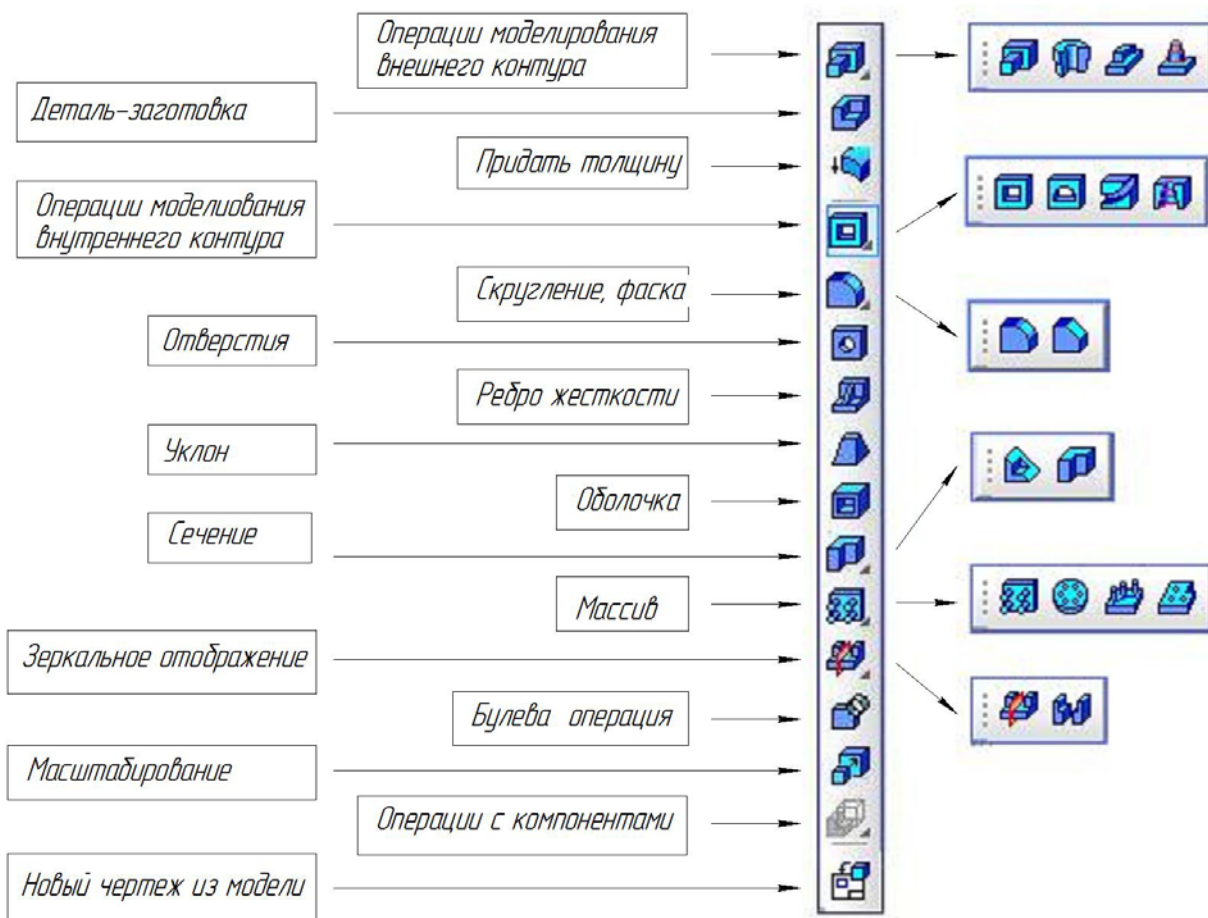 Операции моделирования
внешнего контура
Деталь-заготовка
Придать толщину
Операции моделиования
внутреннего контура
Скругление, фаска
Отверстия
Ребро жесткости
Уклон
Оболочка
Сечение
Массив
Зеркальное отображение
Булева операция
Масштабирование
Операции с компонентами
Новый чертеж из модели